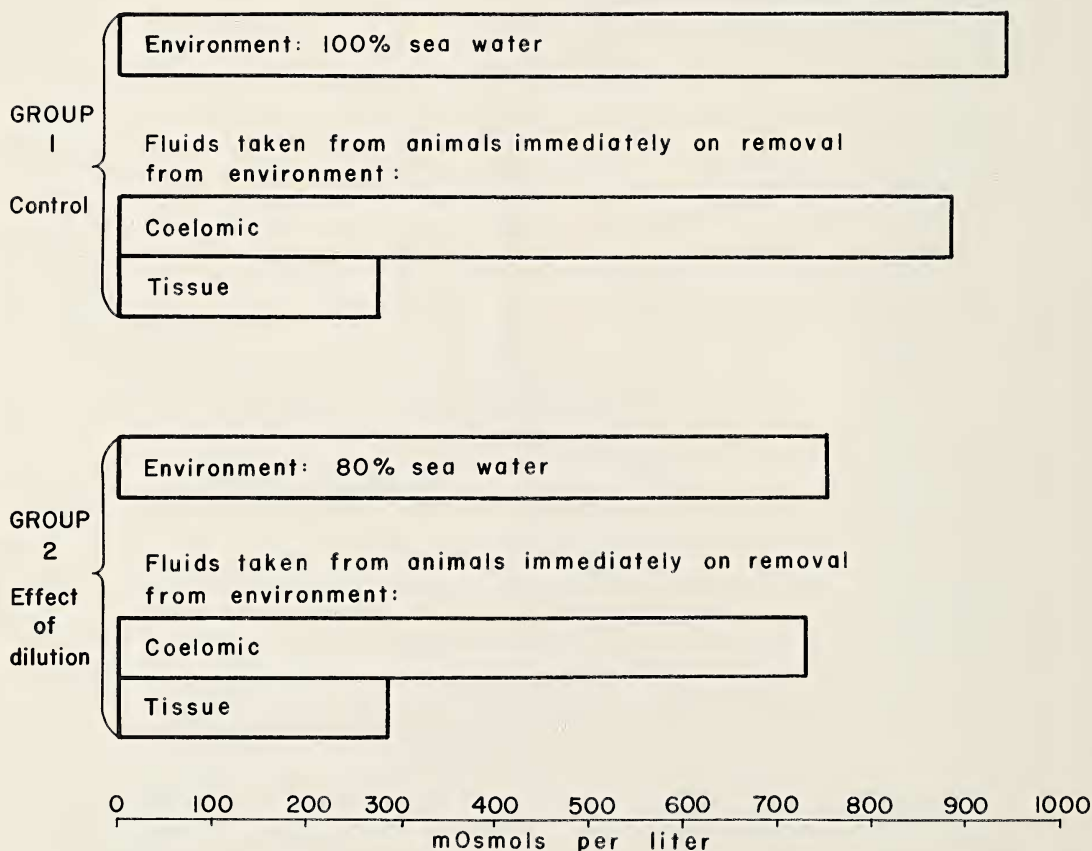 Environment: 100% sea water
GROUP
1
Control
Fluids taken from animals immediately on removal
from environment:
Coelomic
Tissue
Environment: 80% sea water
GROUP
2
Effect
of
dilution
Fluids taken from animals immediately on removal
from environment:
Coelomic
Tissue
0 100 200 300 400 500 600 700 800 900 1000
mOsmols per liter